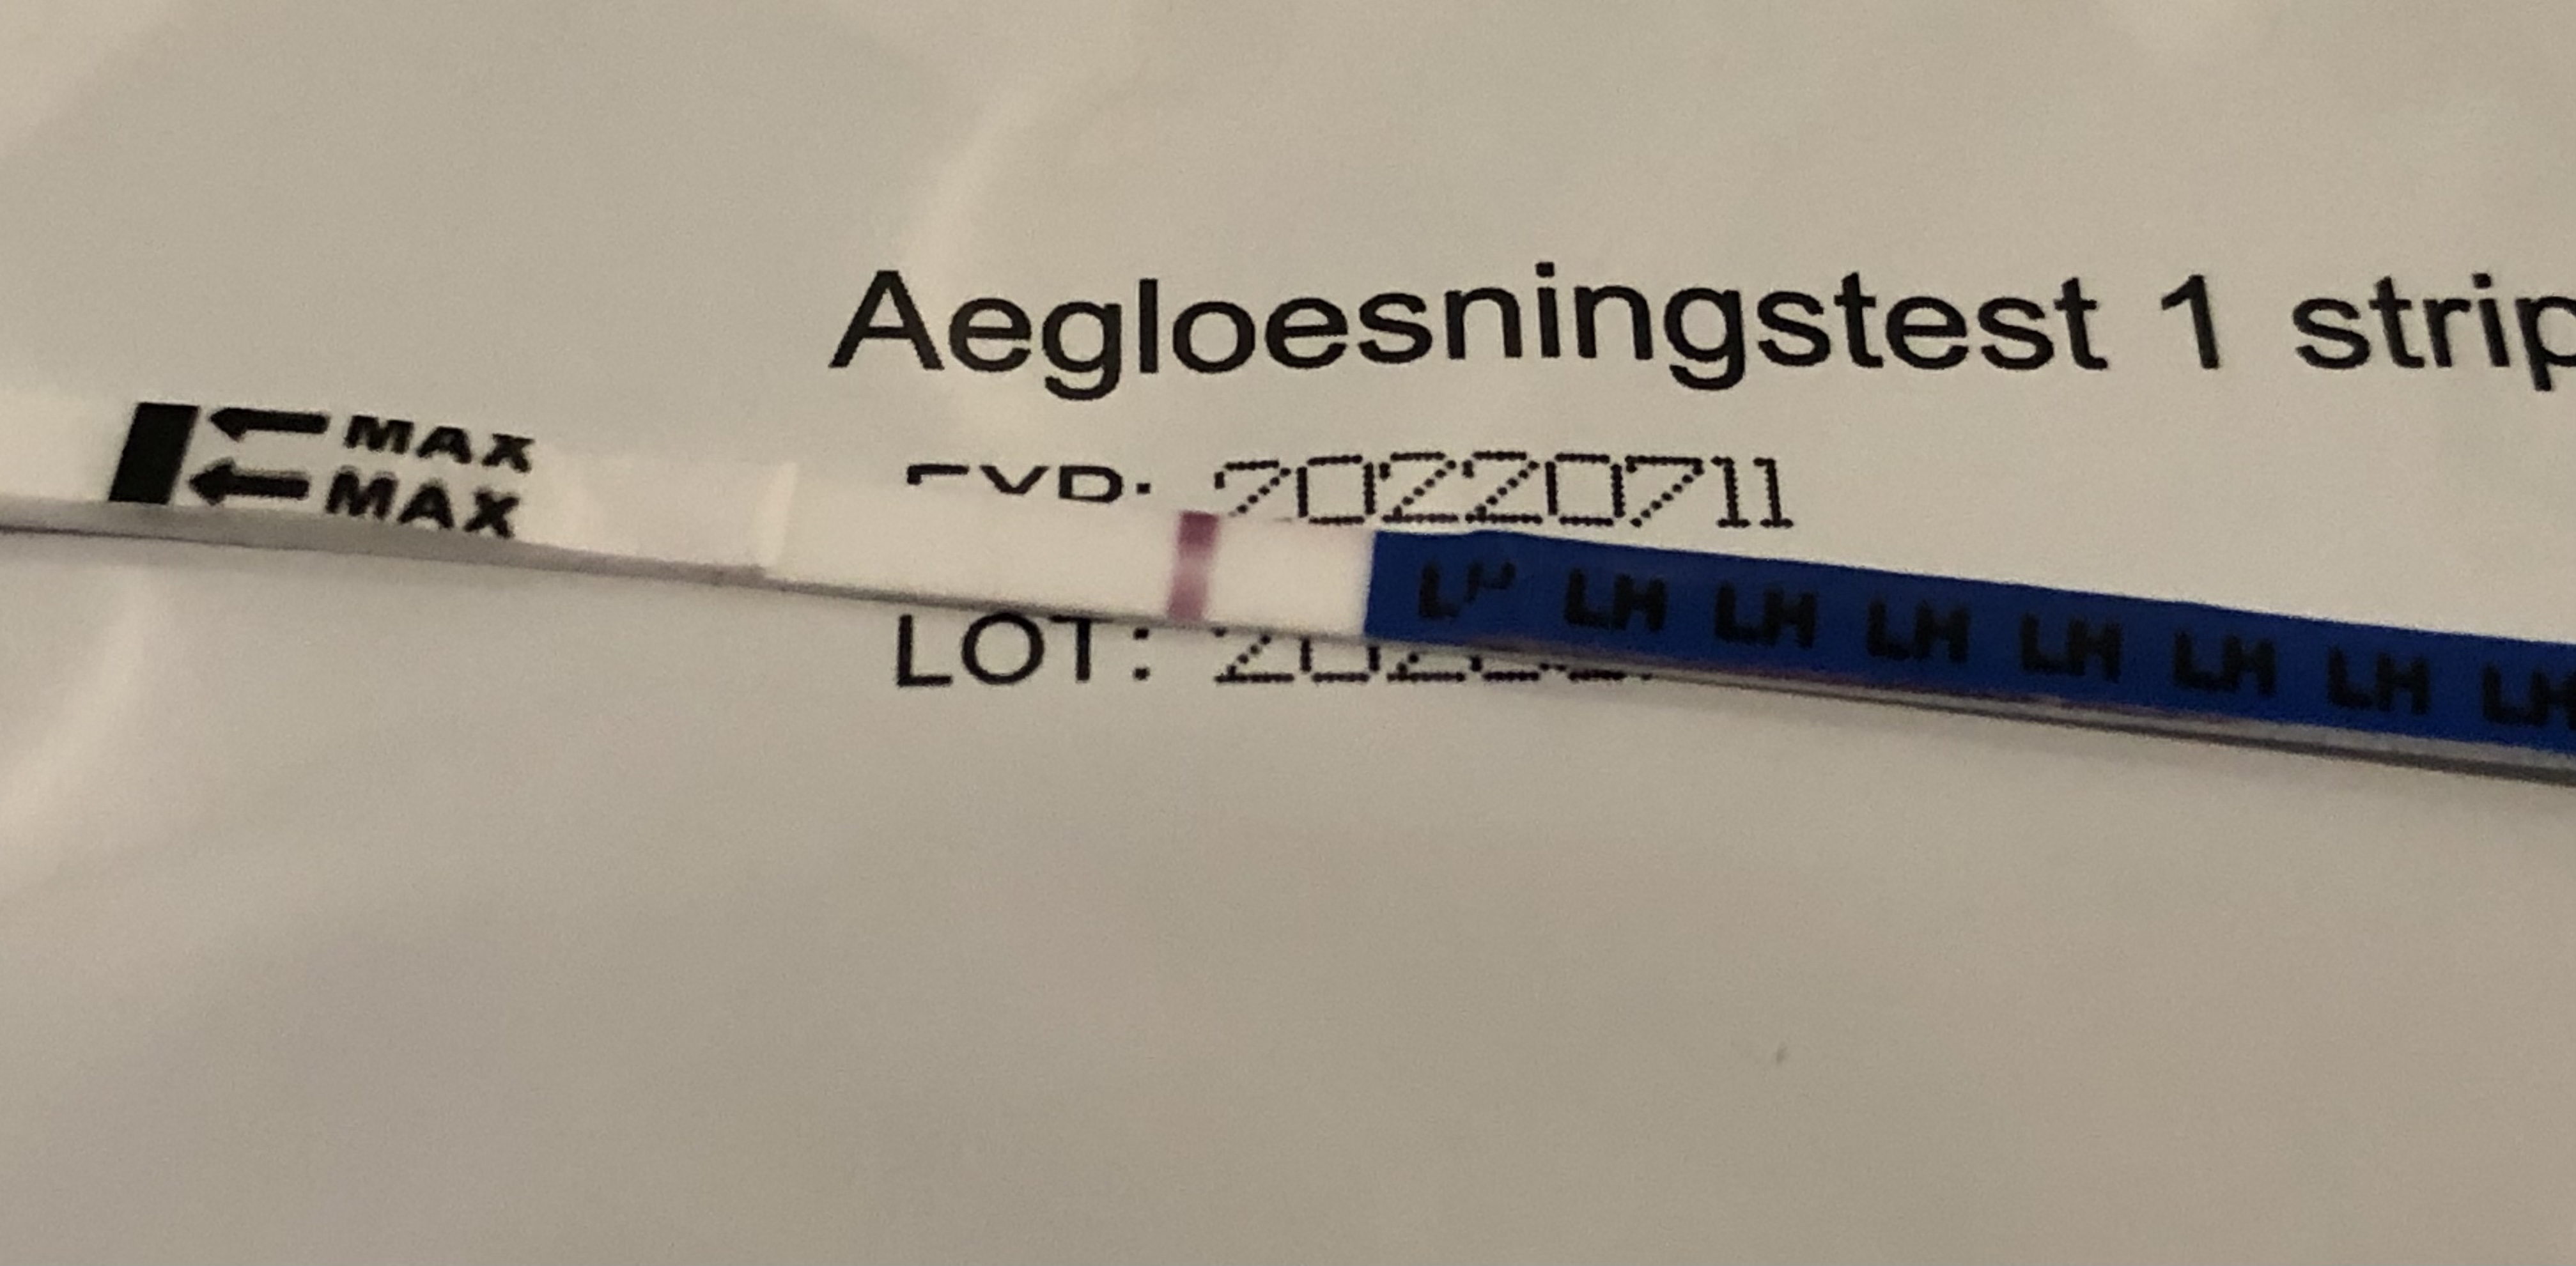 Aegloesningstest 1 strip
MAX
MAX
20220711
LH LH LH LH LH LH LH
LOT: